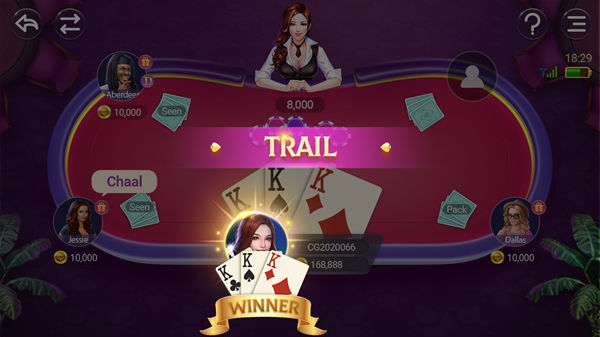 ?
18:29
Aberdeen
D
10,000
Seen
8,000
TRAIL
Chaal
Jessie
10,000
Seen
K K K
Pack
Dallas
10,000
CG2020066
168,888
K K K
WINNER